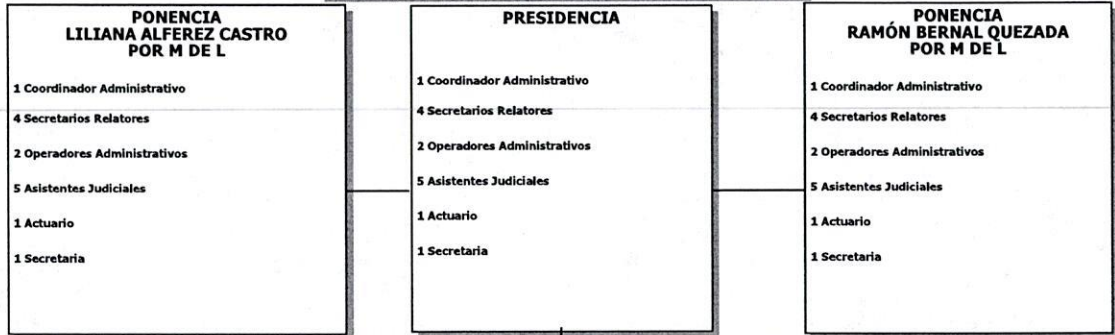 PONENCIA
LILIANA ALFEREZ CASTRO
POR M DE L
1 Coordinador Administrativo
4 Secretarios Relatores
2 Operadores Administrativos
5 Asistentes Judiciales
1 Actuario
1 Secretaria
PRESIDENCIA
1 Coordinador Administrativo
4 Secretarios Relatores
2 Operadores Administrativos
5 Asistentes Judiciales
1 Actuario
1 Secretaria
PONENCIA
RAMÓN BERNAL QUEZADA
POR M DE L
1 Coordinador Administrativo
4 Secretarios Relatores
2 Operadores Administrativos
5 Asistentes Judiciales
1 Actuario
1 Secretaria